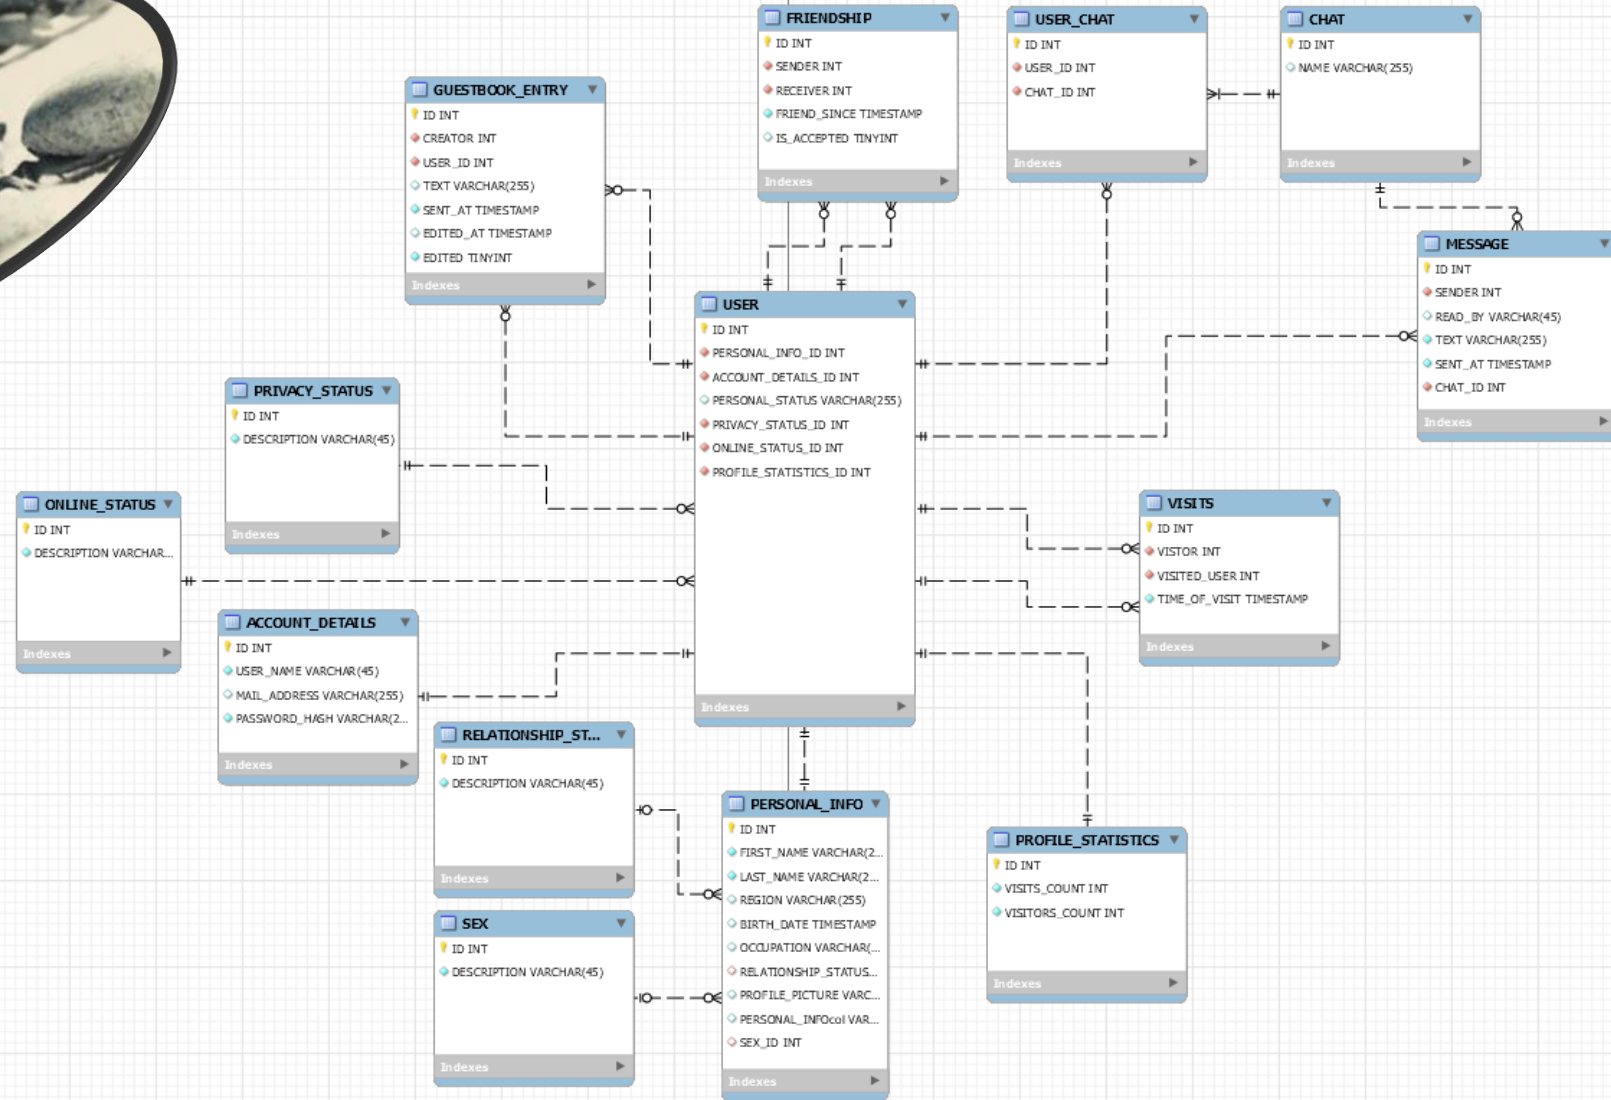 FRIENDSHIP
ID INT
SENDER INT
RECEIVER INT
FRIEND_SINCE TIMESTAMP
IS_ACCEPTED TINYINT
Indexes
USER_CHAT
ID INT
USER_ID INT
CHAT_ID INT
Indexes
CHAT
ID INT
NAME VARCHAR(255)
Indexes
GUESTBOOK_ENTRY
ID INT
CREATOR INT
USER_ID INT
TEXT VARCHAR(255)
SENT_AT TIMESTAMP
EDITED_AT TIMESTAMP
EDITED TINYINT
Indexes
MESSAGE
ID INT
SENDER INT
READ_BY VARCHAR(45)
TEXT VARCHAR(255)
SENT_AT TIMESTAMP
CHAT_ID INT
Indexes
USER
ID INT
PERSONAL_INFO_ID INT
ACCOUNT_DETAILS_ID INT
PERSONAL_STATUS VARCHAR(255)
PRIVACY_STATUS_ID INT
ONLINE_STATUS_ID INT
PROFILE_STATISTICS_ID INT
Indexes
PRIVACY_STATUS
ID INT
DESCRIPTION VARCHAR(45)
Indexes
ONLINE_STATUS
ID INT
DESCRIPTION VARCHAR...
Indexes
VISITS
ID INT
VISTOR INT
VISITED_USER INT
TIME_OF_VISIT TIMESTAMP
Indexes
ACCOUNT_DETAILS
ID INT
USER_NAME VARCHAR(45)
MAIL_ADDRESS VARCHAR(255)
PASSWORD_HASH VARCHAR(2...
Indexes
RELATIONSHIP_ST...
ID INT
DESCRIPTION VARCHAR(45)
Indexes
PERSONAL_INFO
ID INT
FIRST_NAME VARCHAR(2...
LAST_NAME VARCHAR(2...
REGION VARCHAR(255)
BIRTH_DATE TIMESTAMP
OCCUPATION VARCHAR(...
RELATIONSHIP_STATUS...
PROFILE_PICTURE VARC...
PERSONAL_INFOcol VAR...
SEX_ID INT
Indexes
PROFILE_STATISTICS
ID INT
VISITS_COUNT INT
VISITORS_COUNT INT
Indexes
SEX
ID INT
DESCRIPTION VARCHAR(45)
Indexes